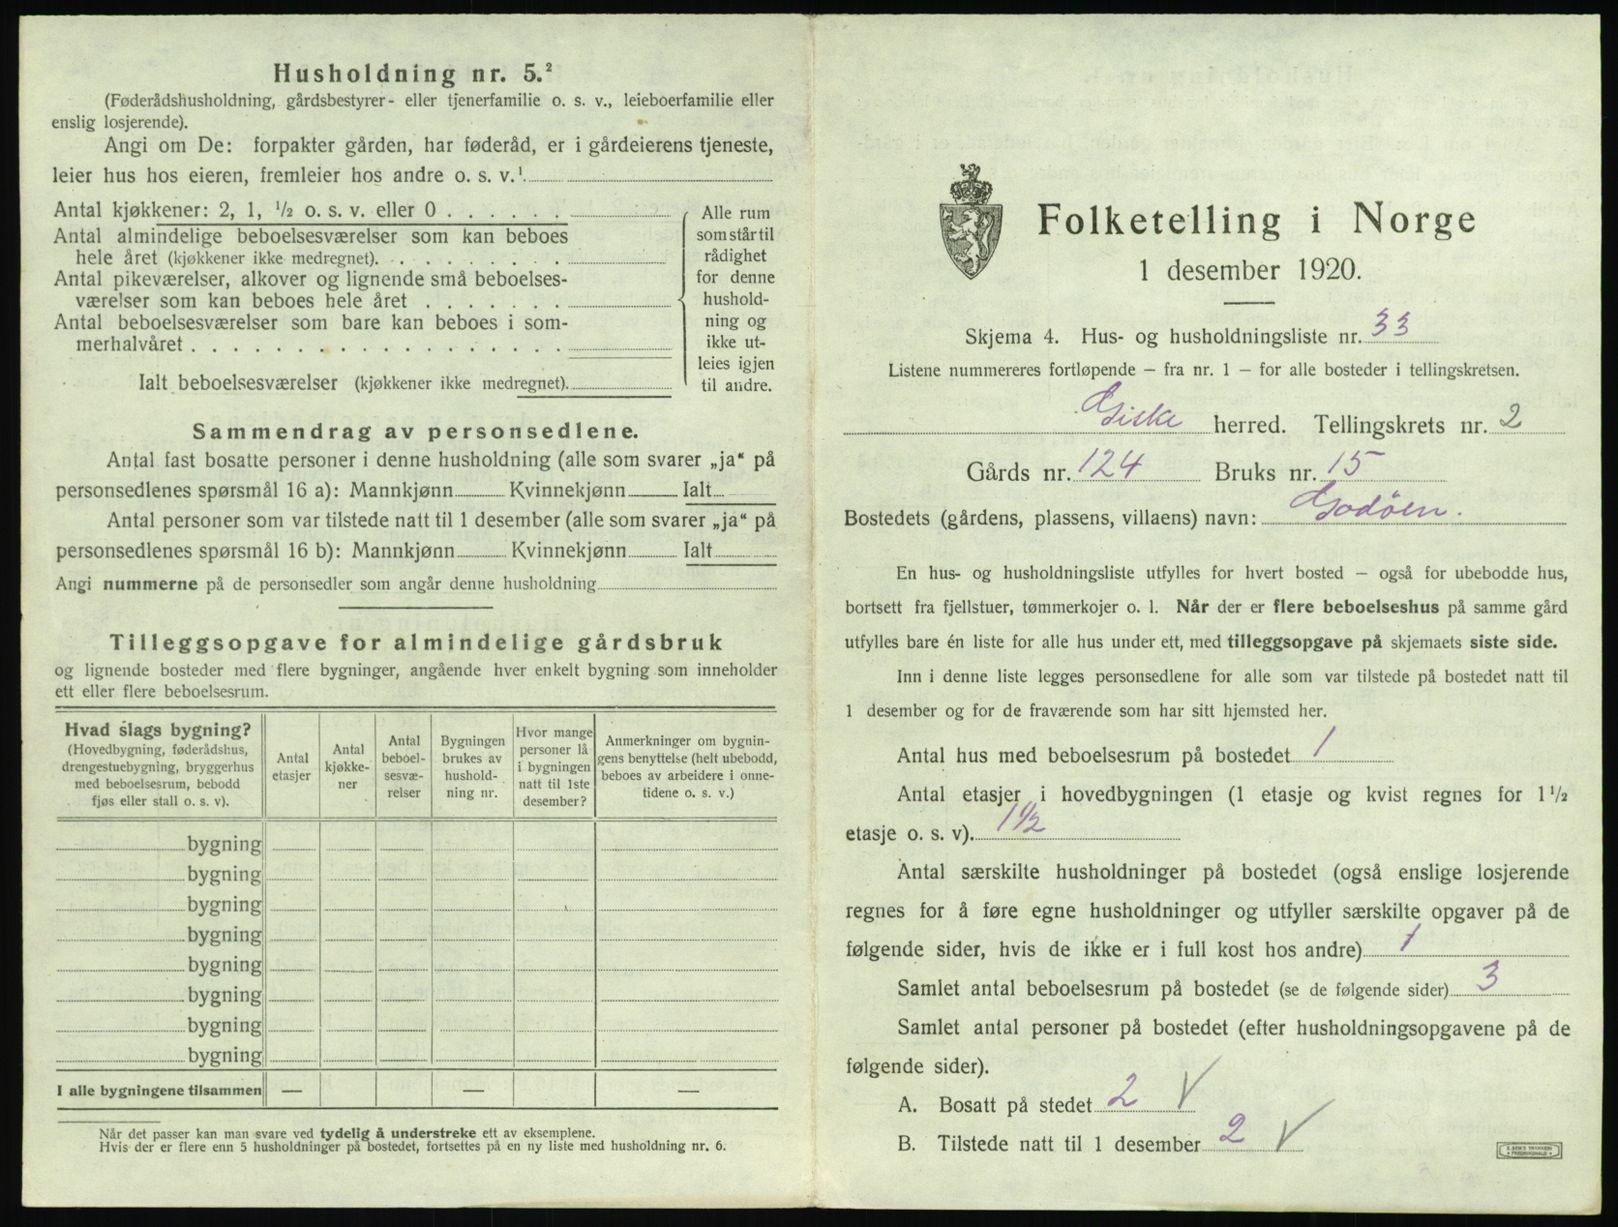 Husholdning nr. 5.²
(Føderådshusholdning, gårdsbestyrer- eller tjenerfamilie o. s. v., leieboerfamilie eller
enslig losjerende).
Angi om De: forpakter gården, har føderåd, er i gårdeierens tjeneste,
leier hus hos eieren, fremleier hos andre o. s. v.¹
Antal kjøkkener: 2, 1, ½ o. s. v. eller 0 . . . . . .
Antal almindelige beboelsesværelser som kan beboes
hele året (kjøkkener ikke medregnet). . . . . . . .
Antal pikeværelser, alkover og lignende små beboelses-
værelser som kan beboes hele året . . . . . . .
Antal beboelsesværelser som bare kan beboes i som-
merhalvåret . . . . . . . . . . . . . . . . . .
Ialt beboelsesværelser (kjøkkener ikke medregnet).
Alle rum
som står til
rådighet
for denne
hushold-
ning og
ikke ut-
leies igjen
til andre.
Sammendrag av personsedlene.
Antal fast bosatte personer i denne husholdning (alle som svarer „ja“ på
personsedlenes spørsmål 16 a): Mannkjønn Kvinnekjønn Ialt
Antal personer som var tilstede natt til 1 desember (alle som svarer „ja“ på
personsedlenes spørsmål 16 b): Mannkjønn Kvinnekjønn Ialt
Angi nummerne på de personsedler som angår denne husholdning
Tilleggsopgave for almindelige gårdsbruk
og lignende bosteder med flere bygninger, angående hver enkelt bygning som inneholder
ett eller flere beboelsesrum.
Hvad slags bygning?
(Hovedbygning, føderådshus,
drengestuebygning, bryggerhus
med beboelsesrum, bebodd
fjøs eller stall o. s. v).
Antal
etasjer
Antal
kjøkke-
ner
Antal
beboel-
sesvæ-
relser
Bygningen
brukes av
hushold-
ning nr.
Hvor mange
personer lå
i bygningen
natt til 1ste
desember?
Anmerkninger om bygnin-
gens benyttelse (helt ubebodd,
beboes av arbeidere i onne-
tidene o. s. v.)
bygning
bygning
bygning
bygning
bygning
bygning
bygning
bygning
I alle bygningene tilsammen — — —
Når det passer kan man svare ved tydelig å understreke ett av eksemplene.
Hvis der er flere enn 5 husholdninger på bostedet, fortsettes på en ny liste med husholdning nr. 6.
Folketelling i Norge
1 desember 1920.
Skjema 4. Hus- og husholdningsliste nr. 33
Listene nummereres fortløpende – fra nr. 1 – for alle bosteder i tellingskretsen.
Giske herred. Tellingskrets nr. 2
Gårds nr. 124 Bruks nr. 15
Bostedets (gårdens, plassens, villaens) navn: Godøen.
En hus- og husholdningsliste utfylles for hvert bosted – også for ubebodde hus,
bortsett fra fjellstuer, tømmerkojer o. l. Når der er flere beboelseshus på samme gård
utfylles bare én liste for alle hus under ett, med tilleggsopgave på skjemaets siste side.
Inn i denne liste legges personsedlene for alle som var tilstede på bostedet natt til
1 desember og for de fraværende som har sitt hjemsted her.
Antal hus med beboelsesrum på bostedet 1
Antal etasjer i hovedbygningen (1 etasje og kvist regnes for 1 ½
etasje o. s. v). 1½
Antal særskilte husholdninger på bostedet (også enslige losjerende
regnes for å føre egne husholdninger og utfyller særskilte opgaver på de
følgende sider, hvis de ikke er i full kost hos andre) 1
Samlet antal beboelsesrum på bostedet (se de følgende sider) 3
Samlet antal personer på bostedet (efter husholdningsopgavene på de
følgende sider).
A. Bosatt på stedet 2 V
B. Tilstede natt til 1 desember 2 V